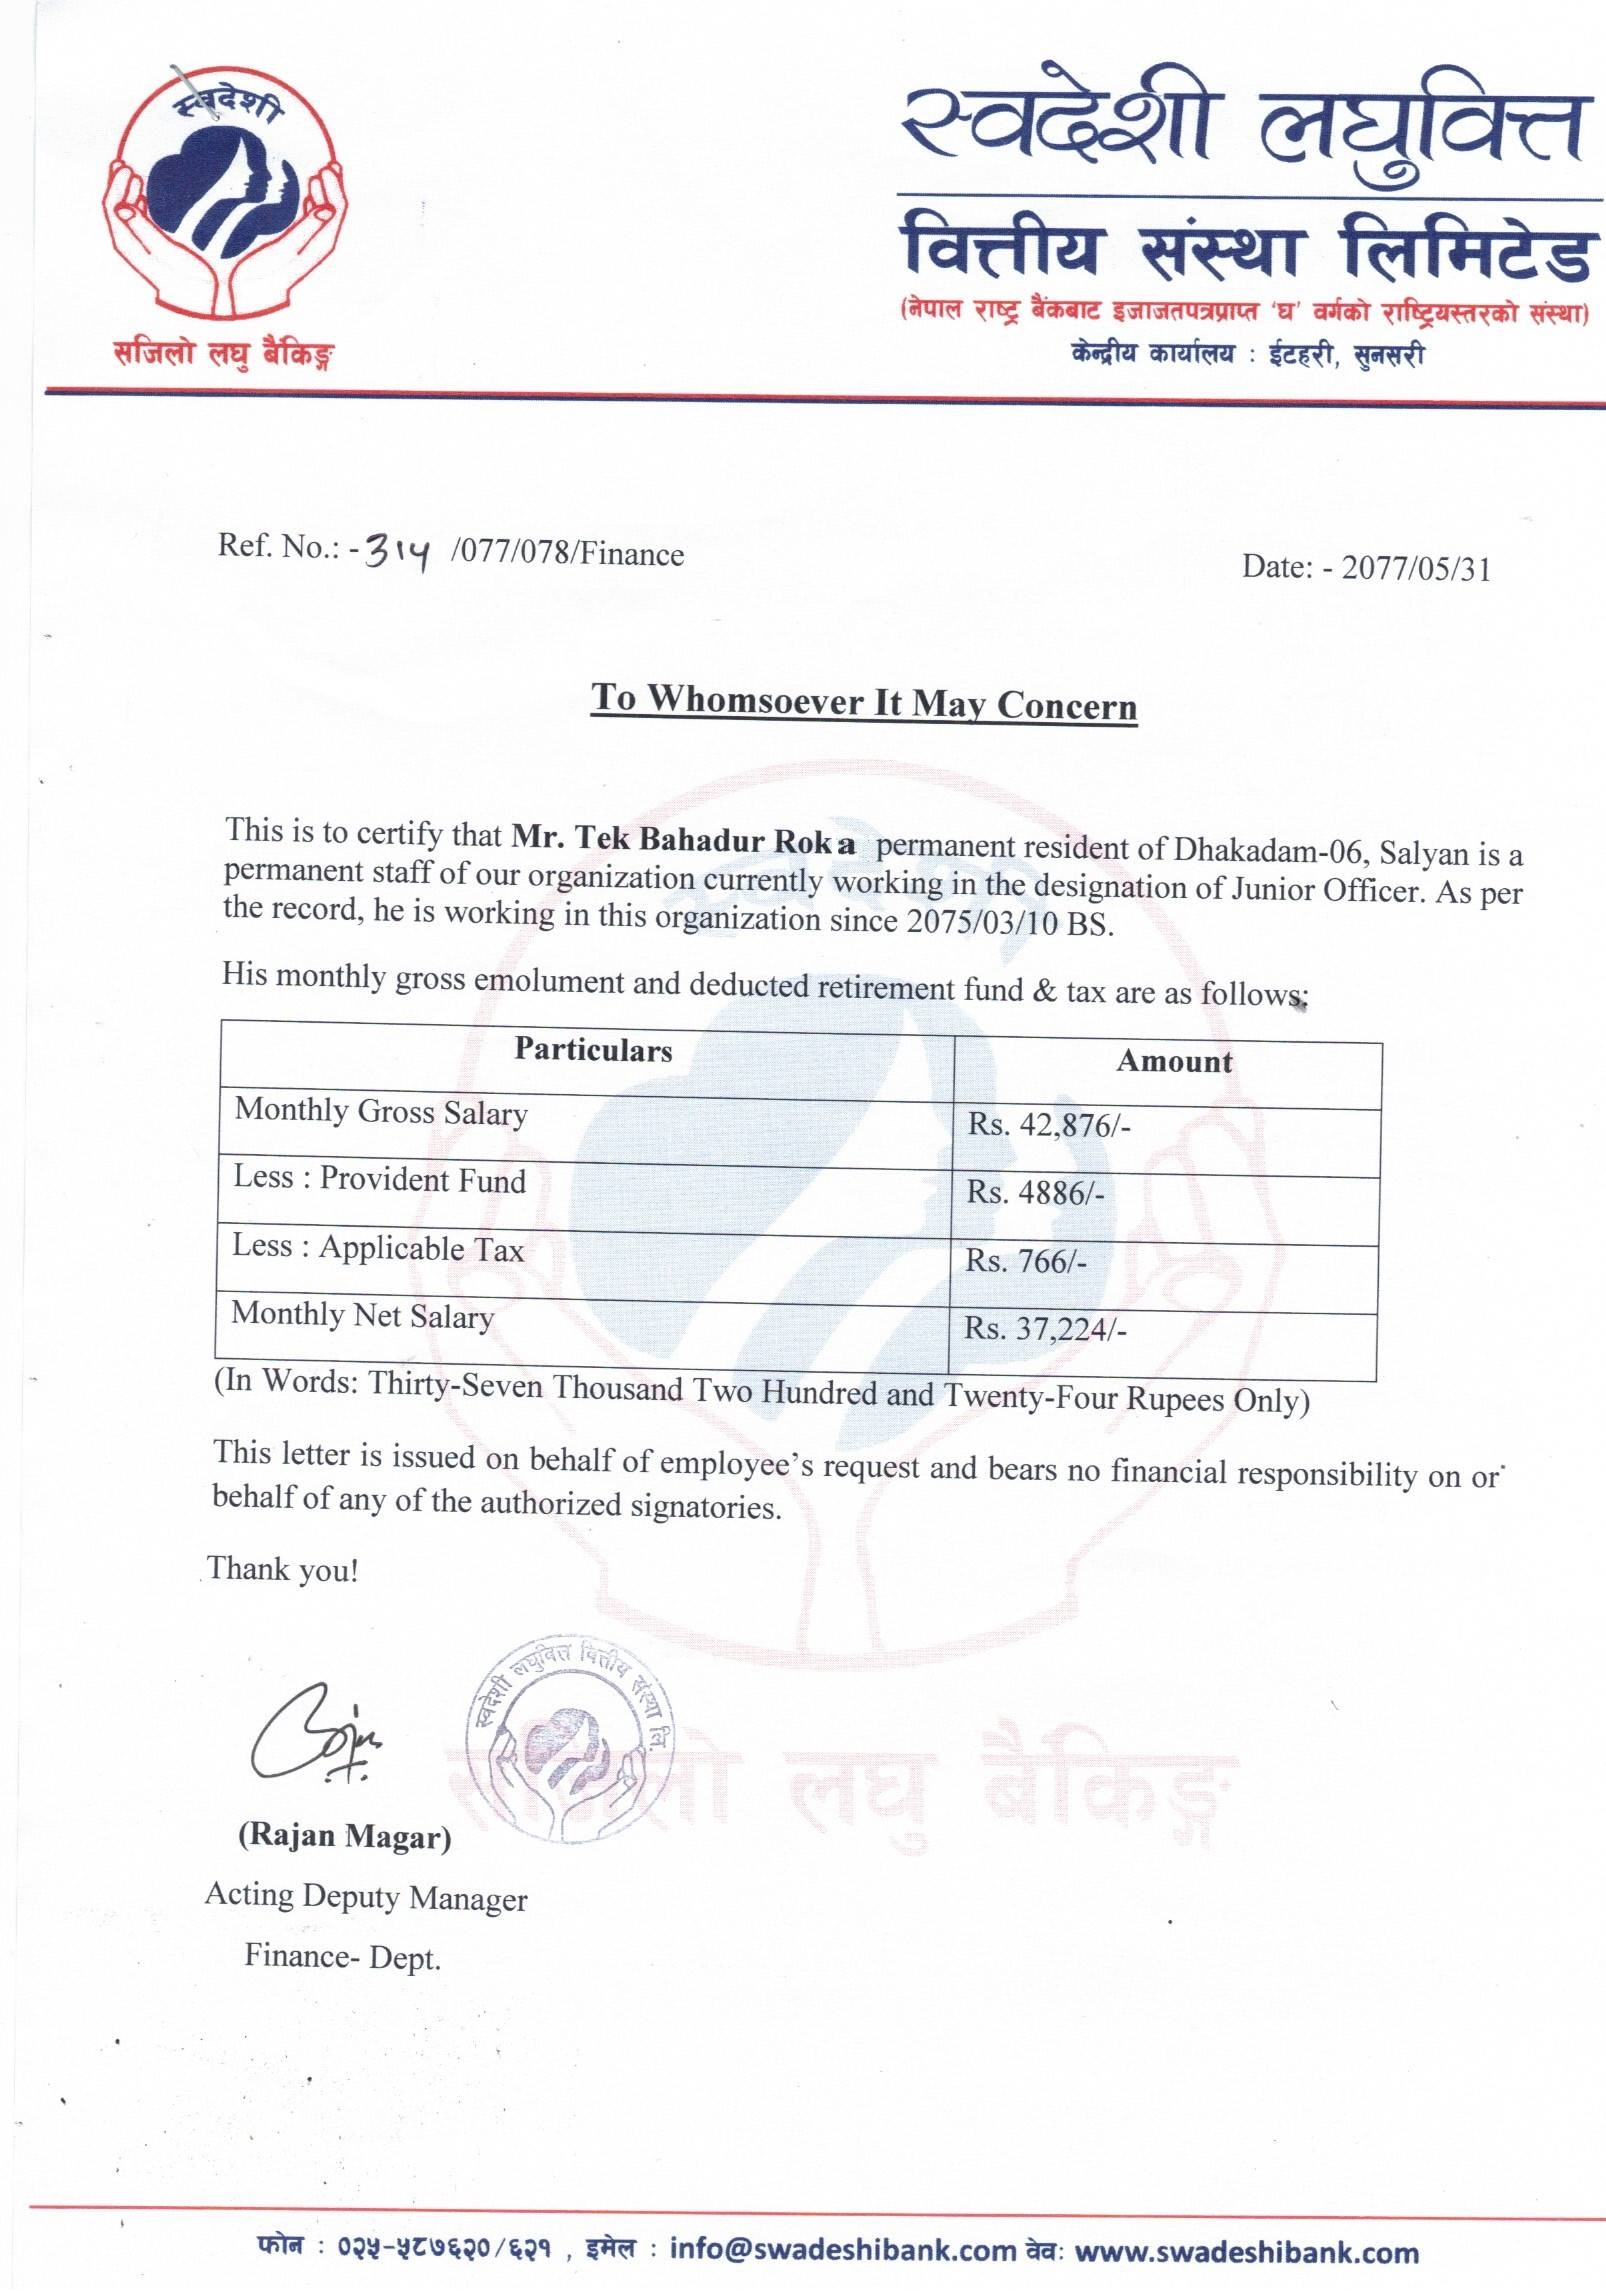 स्वदेशी
सजिलो लघु बैंकिङ्ग
स्वदेशी लघुवित्त
वित्तीय संस्था लिमिटेड
(नेपाल राष्ट्र बैंकबाट इजाजतपत्रप्राप्त 'घ' वर्गको राष्ट्रियस्तरको संस्था)
केन्द्रीय कार्यालय : ईटहरी, सुनसरी
Ref. No.: -314 /077/078/Finance
Date: - 2077/05/31
To Whomsoever It May Concern
This is to certify that Mr. Tek Bahadur Roka permanent resident of Dhakadam-06, Salyan is a
permanent staff of our organization currently working in the designation of Junior Officer. As per
the record, he is working in this organization since 2075/03/10 BS.
His monthly gross emolument and deducted retirement fund & tax are as follows:
Particulars Amount
Monthly Gross Salary Rs. 42,876/-
Less : Provident Fund Rs. 4886/-
Less : Applicable Tax Rs. 766/-
Monthly Net Salary Rs. 37,224/-
(In Words: Thirty-Seven Thousand Two Hundred and Twenty-Four Rupees Only)
This letter is issued on behalf of employee's request and bears no financial responsibility on or
behalf of any of the authorized signatories.
Thank you!
स्वदेशी लघुवित्त वित्तीय संस्था लि.
स्वदेशी
सजिलो लघु बैंकिङ्ग
(Rajan Magar)
Acting Deputy Manager
Finance- Dept.
फोन : ०२५-५८७६२०/६२१ , इमेल : info@swadeshibank.com वेव: www.swadeshibank.com